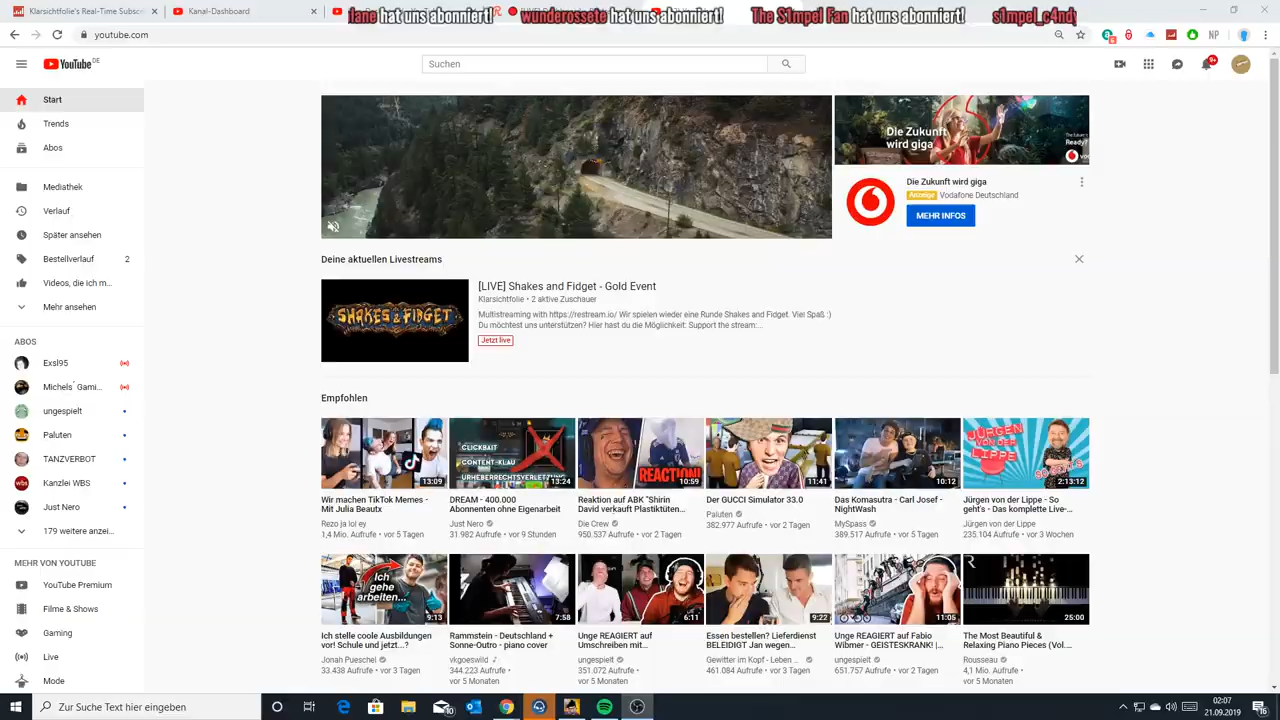 Klarsichtfolie's Real-Time Subsc
Kanal-Dashboard
hat uns abonniert!
wunderossete hat uns abonniert!
The S1mpel Fan hat uns abonniert!
s1mpel_c4ndy
youtube.com
NP
YouTube DE
Suchen
9+
Start
Trends
Abos
Mediathek
Verlauf
Später ansehen
Bestellverlauf 2
Videos, die ich m...
Mehr ansehen
ABOS
Exsl95
Michels´ Gami...
ungespielt
Paluten
TANZVERBOT
Kanzlei WBS
Just Nero
179 weitere anzei...
MEHR VON YOUTUBE
YouTube Premium
Filme & Shows
Gaming
Live
Mode
Die Zukunft
wird giga
The future is
Ready?
Die Zukunft wird giga
Anzeige Vodafone Deutschland
MEHR INFOS
Deine aktuellen Livestreams
SHAKES & FIDGET
[LIVE] Shakes and Fidget - Gold Event
Klarsichtfolie • 2 aktive Zuschauer
Multistreaming with https://restream.io/ Wir spielen wieder eine Runde Shakes and Fidget. Viel Spaß :)
Du möchtest uns unterstützen? Hier hast du die Möglichkeit: Support the stream:...
Jetzt live
Empfohlen
13:09
Wir machen TikTok Memes -
Mit Julia Beautx
Rezo ja lol ey
1,4 Mio. Aufrufe • vor 5 Tagen
CLICKBAIT
CONTENT-KLAU
URHEBERRECHTSVERLETZUNG
13:24
DREAM - 400.000
Abonnenten ohne Eigenarbeit
Just Nero
31.982 Aufrufe • vor 9 Stunden
REACTION!
10:59
Reaktion auf ABK "Shirin
David verkauft Plastiktüten...
Die Crew
950.537 Aufrufe • vor 2 Tagen
11:41
Der GUCCI Simulator 33.0
Paluten
382.977 Aufrufe • vor 2 Tagen
10:12
Das Komasutra - Carl Josef -
NightWash
MySpass
389.517 Aufrufe • vor 5 Tagen
JÜRGEN
VON DER
LIPPE
SO GEHT'S
2:13:12
Jürgen von der Lippe - So
geht's - Das komplette Live-...
Jürgen von der Lippe
235.104 Aufrufe • vor 3 Wochen
Ich
gehe
arbeiten...
9:13
Ich stelle coole Ausbildungen
vor! Schule und jetzt...?
Jonah Pueschel
33.438 Aufrufe • vor 3 Tagen
7:58
Rammstein - Deutschland +
Sonne-Outro - piano cover
vkgoeswild
344.223 Aufrufe •
vor 5 Monaten
6:11
Unge REAGIERT auf
Umschreiben mit...
ungespielt
351.072 Aufrufe •
vor 5 Monaten
9:22
Essen bestellen? Lieferdienst
BELEIDIGT Jan wegen...
Gewitter im Kopf - Leben ...
461.084 Aufrufe • vor 3 Tagen
11:05
Unge REAGIERT auf Fabio
Wibmer - GEISTESKRANK! |...
ungespielt
651.757 Aufrufe • vor 2 Tagen
R
25:00
The Most Beautiful &
Relaxing Piano Pieces (Vol....
Rousseau
4,1 Mio. Aufrufe •
vor 5 Monaten
Zur Suche Text hier eingeben
02:07
21.09.2019